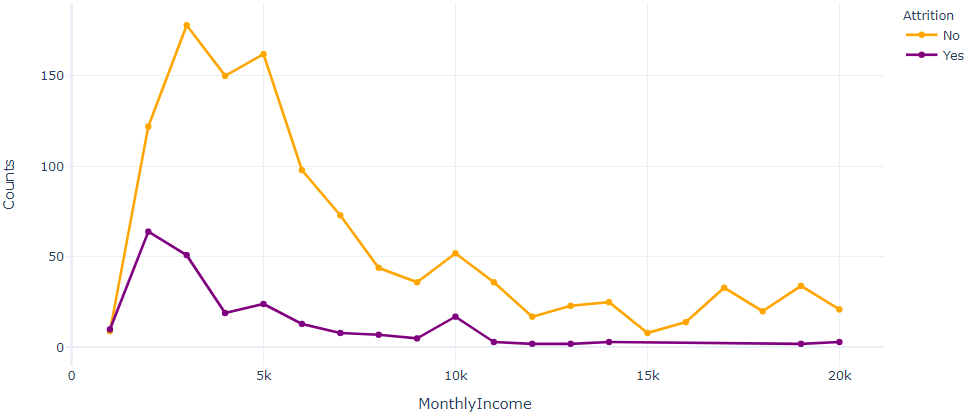 Attrition
No
Yes
150
100
50
0
Counts
0 5k 10k 15k 20k
MonthlyIncome